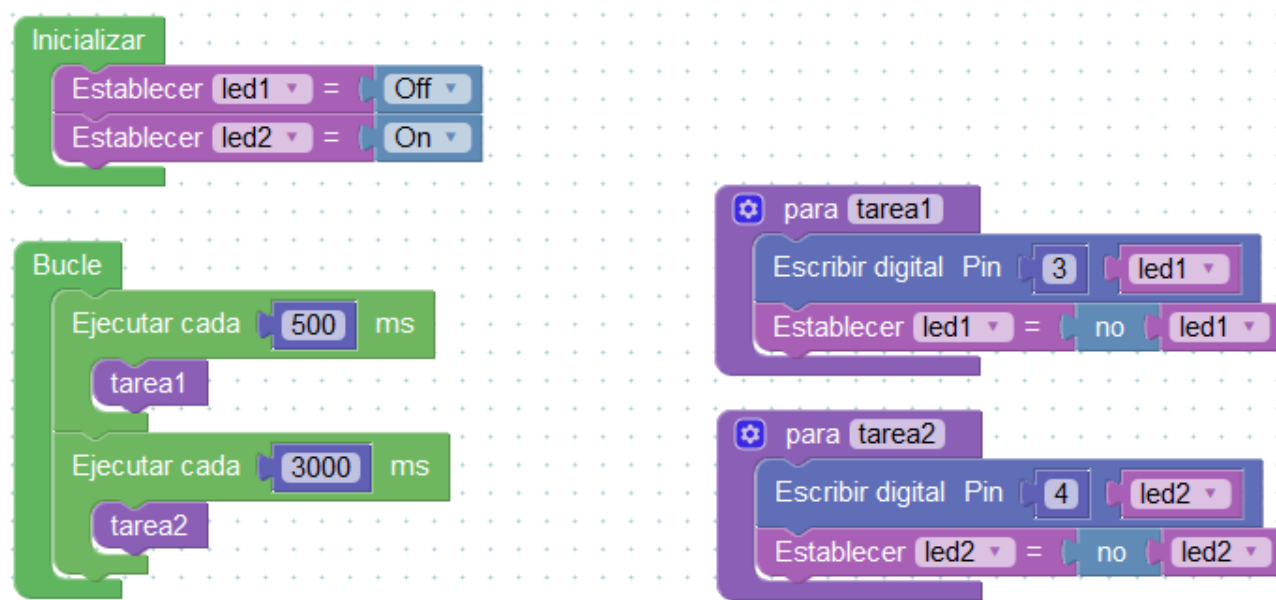 Inicializar
Establecer led1 = Off
Establecer led2 = On
Bucle
Ejecutar cada 500 ms
tarea1
Ejecutar cada 3000 ms
tarea2
para tarea1
Escribir digital Pin 3 led1
Establecer led1 = no led1
para tarea2
Escribir digital Pin 4 led2
Establecer led2 = no led2